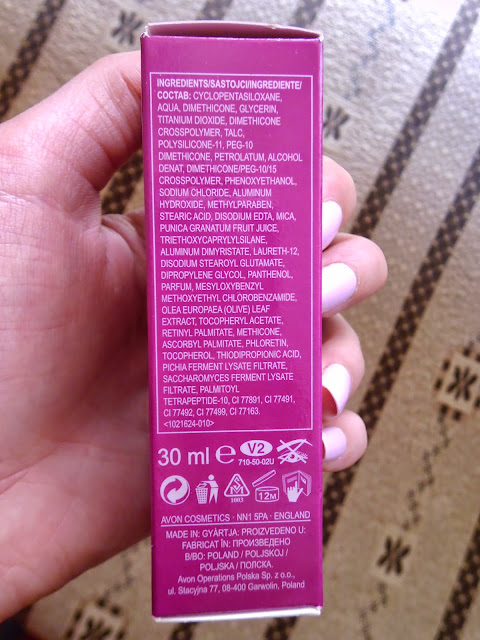 INGREDIENTS/SASTOJCI/INGREDIENTE/
СОСТАВ: CYCLOPENTASILOXANE,
AQUA, DIMETHICONE, GLYCERIN,
TITANIUM DIOXIDE, DIMETHICONE
CROSSPOLYMER, TALC,
POLYSILICONE-11, PEG-10
DIMETHICONE, PETROLATUM, ALCOHOL
DENAT, DIMETHICONE/PEG-10/15
CROSSPOLYMER, PHENOXYETHANOL,
SODIUM CHLORIDE, ALUMINUM
HYDROXIDE, METHYLPARABEN,
STEARIC ACID, DISODIUM EDTA, MICA,
PUNICA GRANATUM FRUIT JUICE,
TRIETHOXYCAPRYLYLSILANE,
ALUMINUM DIMYRISTATE, LAURETH-12,
DISODIUM STEAROYL GLUTAMATE,
DIPROPYLENE GLYCOL, PANTHENOL,
PARFUM, MESYLOXYBENZYL
METHOXYETHYL CHLOROBENZAMIDE,
OLEA EUROPAEA (OLIVE) LEAF
EXTRACT, TOCOPHERYL ACETATE,
RETINYL PALMITATE, METHICONE,
ASCORBYL PALMITATE, PHLORETIN,
TOCOPHEROL, THIODIPROPIONIC ACID,
PICHIA FERMENT LYSATE FILTRATE,
SACCHAROMYCES FERMENT LYSATE
FILTRATE, PALMITOYL
TETRAPEPTIDE-10, CI 77891, CI 77491,
CI 77492, CI 77499, CI 77163.
<1021624-010>
30 ml e V2
710-50-02U
1003
12M
AVON COSMETICS · NN1 5PA · ENGLAND
MADE IN: GYÁRTJA: PROIZVEDENO U:
FABRICAT ÎN: ПРОИЗВЕДЕНО
В/ВО: POLAND / POLJSKOJ /
POLJSKA / ПОЛСКА.
Avon Operations Polska Sp. z o.o.,
ul. Stacyjna 77, 08-400 Garwolin, Poland